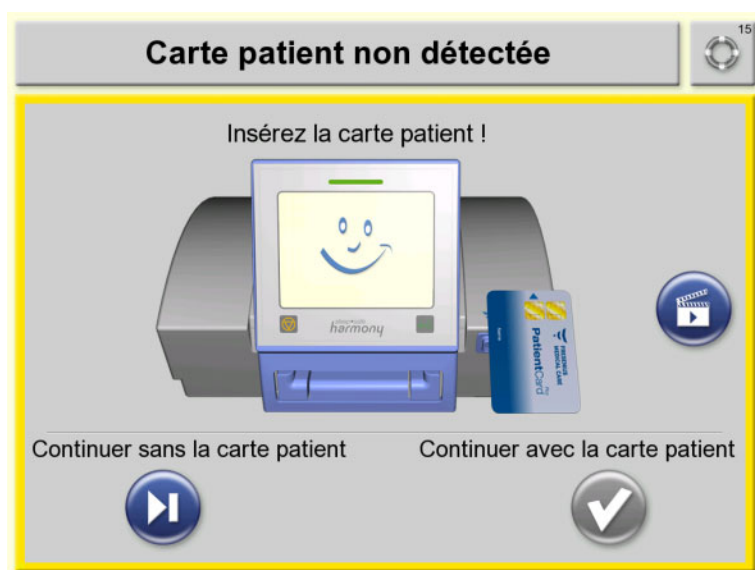 Carte patient non détectée
15
Insérez la carte patient !
harmony
FRESENIUS
MEDICAL CARE
PatientCard
Continuer sans la carte patient
Continuer avec la carte patient